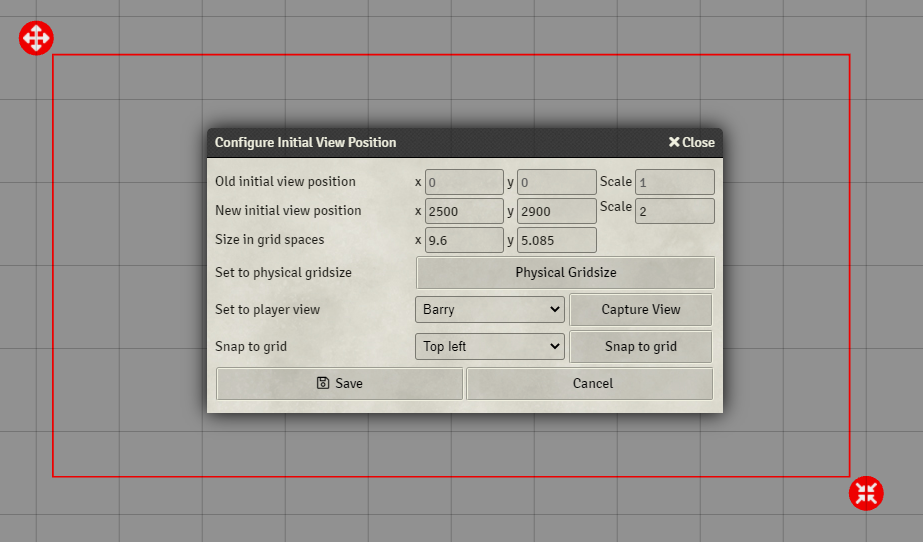 Configure Initial View Position Close
Old initial view position x 0 y 0 Scale 1
New initial view position x 2500 y 2900 Scale 2
Size in grid spaces x 9.6 y 5.085
Set to physical gridsize Physical Gridsize
Set to player view Barry Capture View
Snap to grid Top left Snap to grid
Save Cancel